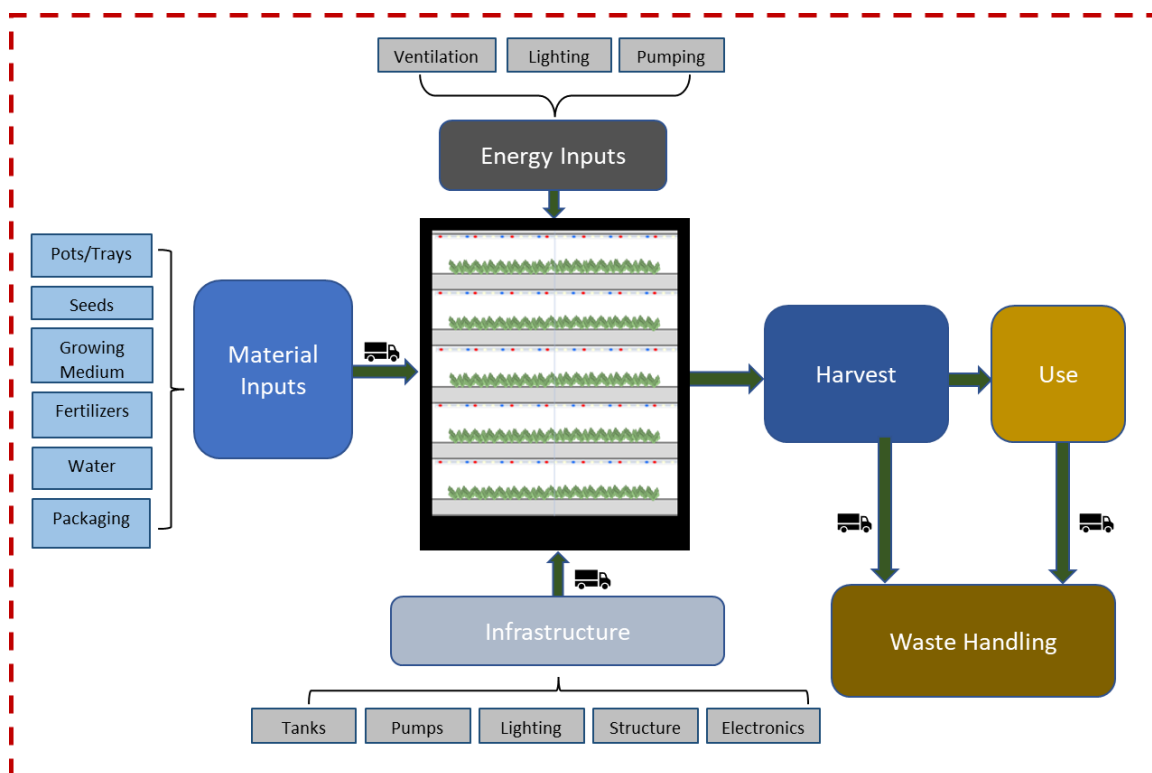 Ventilation
Lighting
Pumping
Energy Inputs
Pots/Trays
Seeds
Growing
Medium
Fertilizers
Water
Packaging
Material
Inputs
Harvest
Use
Infrastructure
Waste Handling
Tanks
Pumps
Lighting
Structure
Electronics